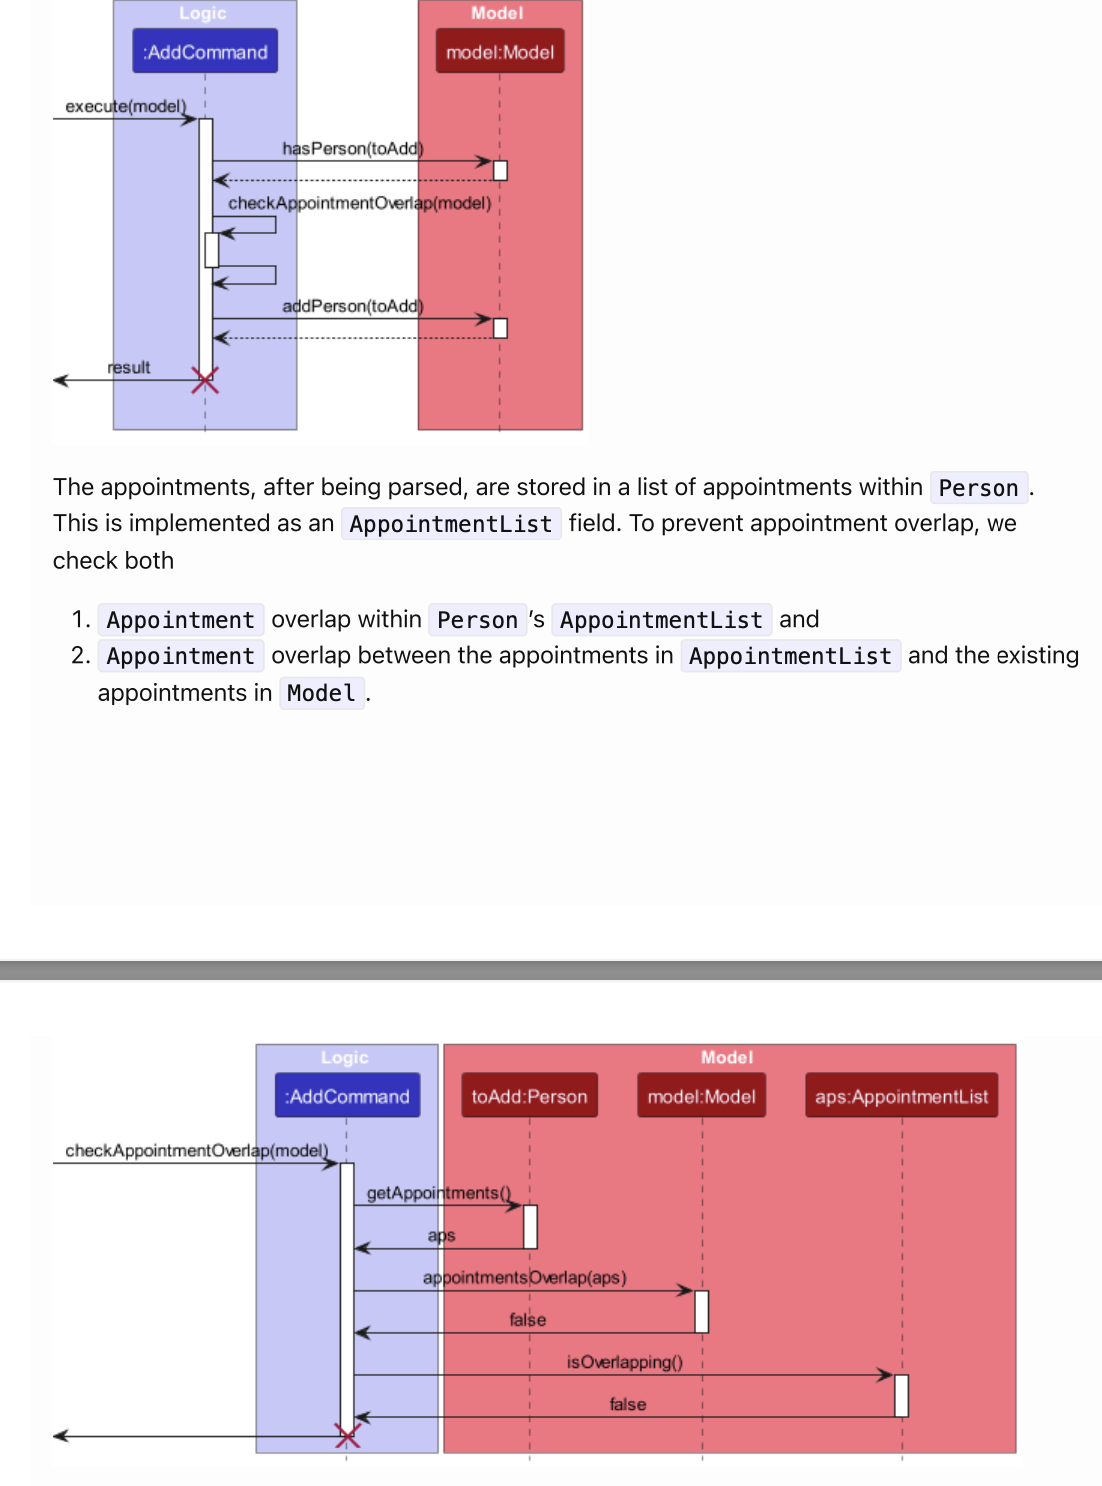 Logic
Model
:AddCommand
model:Model
execute(model)
hasPerson(toAdd)
checkAppointmentOverlap(model)
addPerson(toAdd)
result
The appointments, after being parsed, are stored in a list of appointments within Person.
This is implemented as an AppointmentList field. To prevent appointment overlap, we
check both
1. Appointment overlap within Person's AppointmentList and
2. Appointment overlap between the appointments in AppointmentList and the existing
appointments in Model.
Logic
Model
:AddCommand
toAdd:Person
model:Model
aps:AppointmentList
checkAppointmentOverlap(model)
getAppointments()
aps
appointmentsOverlap(aps)
false
isOverlapping()
false